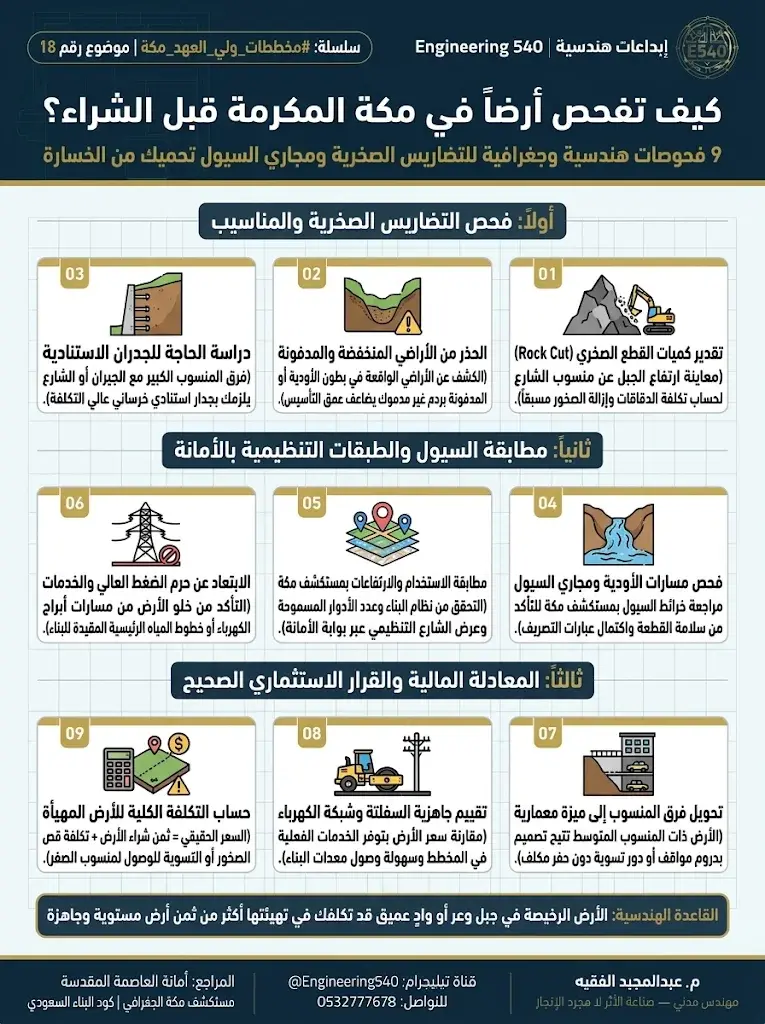 إبداعات هندسية | Engineering 540
E540
سلسلة: #مخططات_ولي_العهد_مكة | موضوع رقم 18
كيف تفحص أرضاً في مكة المكرمة قبل الشراء؟
9 فحوصات هندسية وجغرافية للتضاريس الصخرية ومجاري السيول تحميك من الخسارة
أولاً: فحص التضاريس الصخرية والمناسيب
01
تقدير كميات القطع الصخري (Rock Cut)
(معاينة ارتفاع الجبل عن منسوب الشارع
لحساب تكلفة الدقاقات وإزالة الصخور مسبقاً).
02
الحذر من الأراضي المنخفضة والمدفونة
(الكشف عن الأراضي الواقعة في بطون الأودية أو
المدفونة بردم غير مدموك يضاعف عمق التأسيس).
03
دراسة الحاجة للجدران الاستنادية
(فرق المنسوب الكبير مع الجيران أو الشارع
يلزمك بجدار استنادي خرساني عالي التكلفة).
ثانياً: مطابقة السيول والطبقات التنظيمية بالأمانة
04
فحص مسارات الأودية ومجاري السيول
مراجعة خرائط السيول بمستكشف مكة للتأكد
من سلامة القطعة واكتمال عبارات التصريف).
05
مطابقة الاستخدام والارتفاعات بمستكشف مكة
(التحقق من نظام البناء وعدد الأدوار المسموحة
وعرض الشارع التنظيمي عبر بوابة الأمانة).
06
الابتعاد عن حرم الضغط العالي والخدمات
(التأكد من خلو الأرض من مسارات أبراج
الكهرباء أو خطوط المياه الرئيسية المقيدة للبناء).
ثالثاً: المعادلة المالية والقرار الاستثماري الصحيح
07
تحويل فرق المنسوب إلى ميزة معمارية
(الأرض ذات المنسوب المتوسط تتيح تصميم
بدروم مواقف أو دور تسوية دون حفر مكلف).
08
تقييم جاهزية السفلتة وشبكة الكهرباء
(مقارنة سعر الأرض بتوفر الخدمات الفعلية
في المخطط وسهولة وصول معدات البناء).
09
حساب التكلفة الكلية للأرض المهيأة
(السعر الحقيقي = ثمن شراء الأرض + تكلفة قص
الصخور أو التسوية للوصول لمنسوب الصفر).
القاعدة الهندسية: الأرض الرخيصة في جبل وعر أو وادٍ عميق قد تكلفك في تهيئتها أكثر من ثمن أرض مستوية وجاهزة
م. عبدالمجيد الفقيه
مهندس مدني — صناعة الأثر لا مجرد الإنجار
قناة تيليجرام: Engineering540@
للتواصل: 0532777678
المراجع: أمانة العاصمة المقدسة
مستكشف مكة الجغرافي | كود البناء السعودي